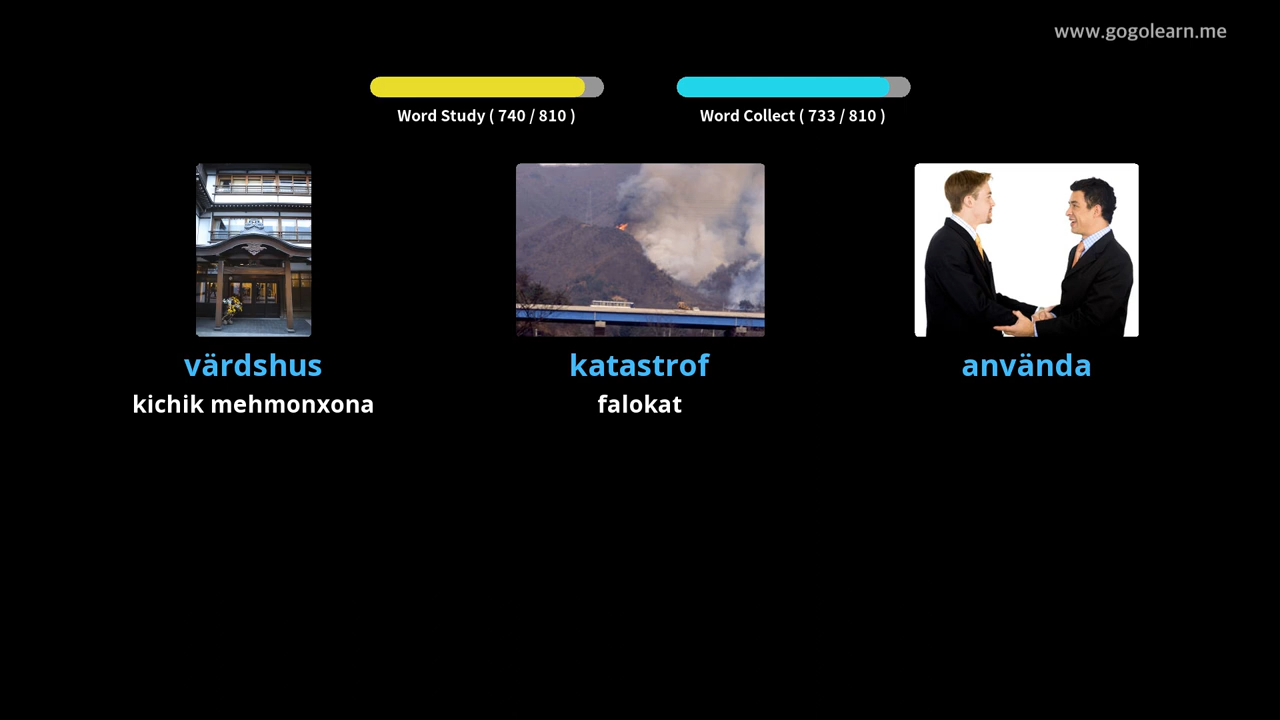 www.gogolearn.me
Word Study ( 740 / 810 )
Word Collect ( 733 / 810 )
värdshus
kichik mehmonxona
katastrof
falokat
använda